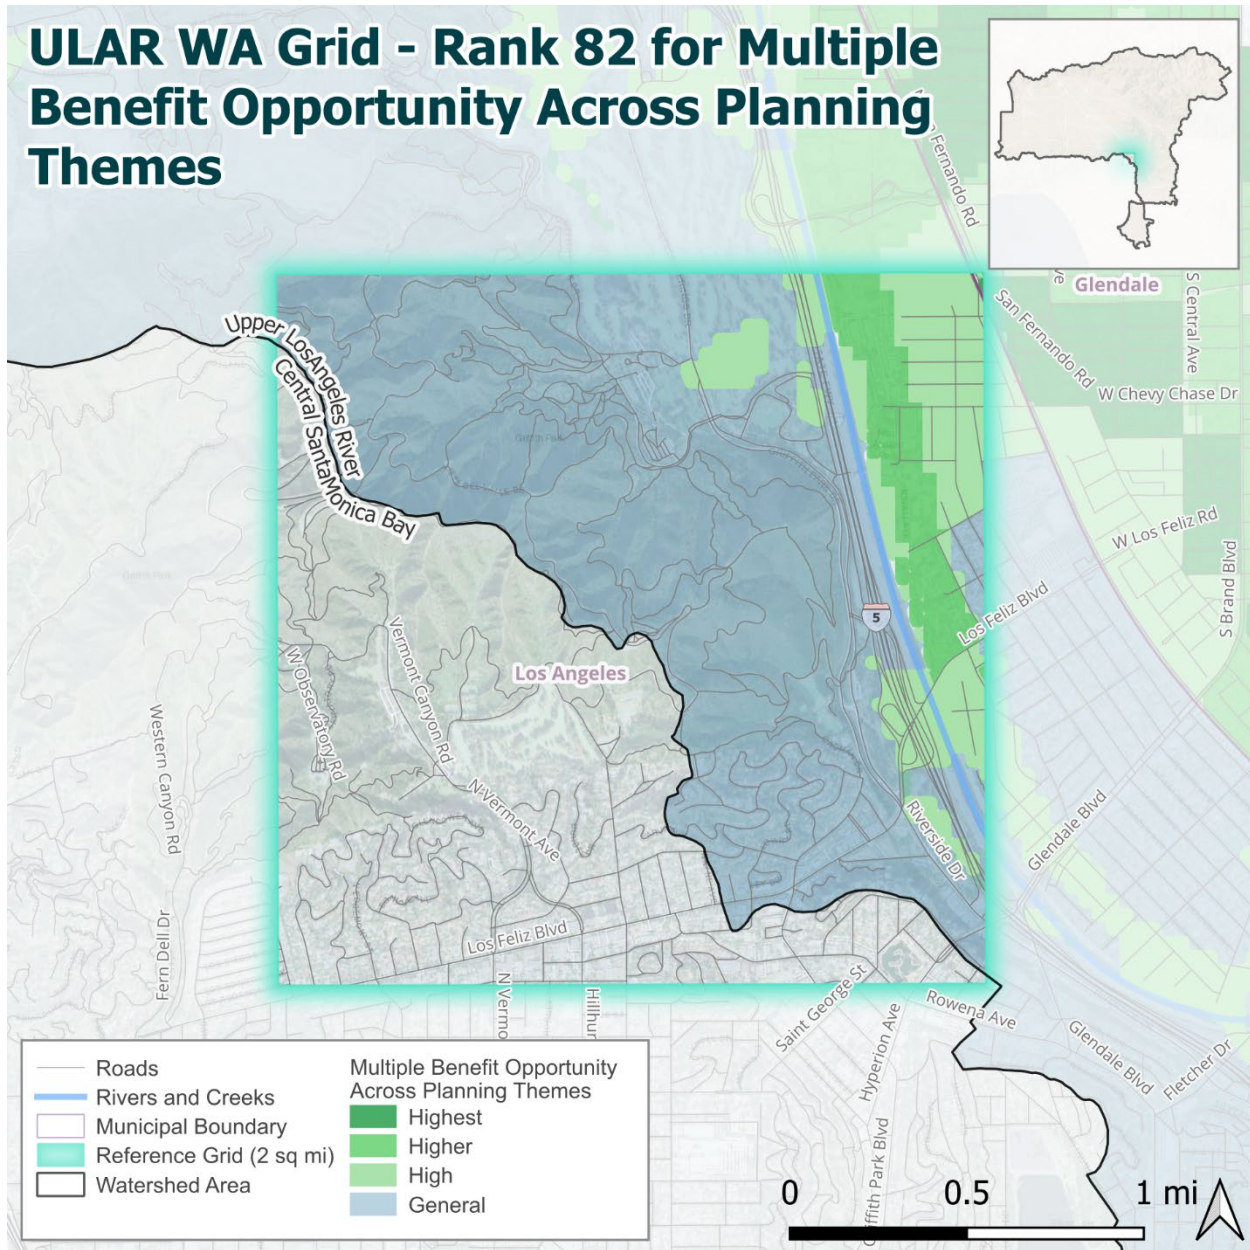 ULAR WA Grid - Rank 82 for Multiple
Benefit Opportunity Across Planning
Themes
San Fernando Rd
Glendale
S Central Ave
San Fernando Rd
W Chevy Chase Dr
Upper Los Angeles River
Central Santa Monica Bay
W Los Feliz Rd
S Brand Blvd
Los Feliz Blvd
5
Los Angeles
Vermont Canyon Rd
W Observatory Rd
Western Canyon Rd
N Vermont Ave
Riverside Dr
Glendale Blvd
Los Feliz Blvd
Fern Dell Dr
N Vermo
Hillhur
Saint George St
Rowena Ave
Hyperion Ave
Glendale Blvd
Fletcher Dr
Griffith Park Blvd
Roads
Rivers and Creeks
Municipal Boundary
Reference Grid (2 sq mi)
Watershed Area
Multiple Benefit Opportunity
Across Planning Themes
Highest
Higher
High
General
0 0.5 1 mi